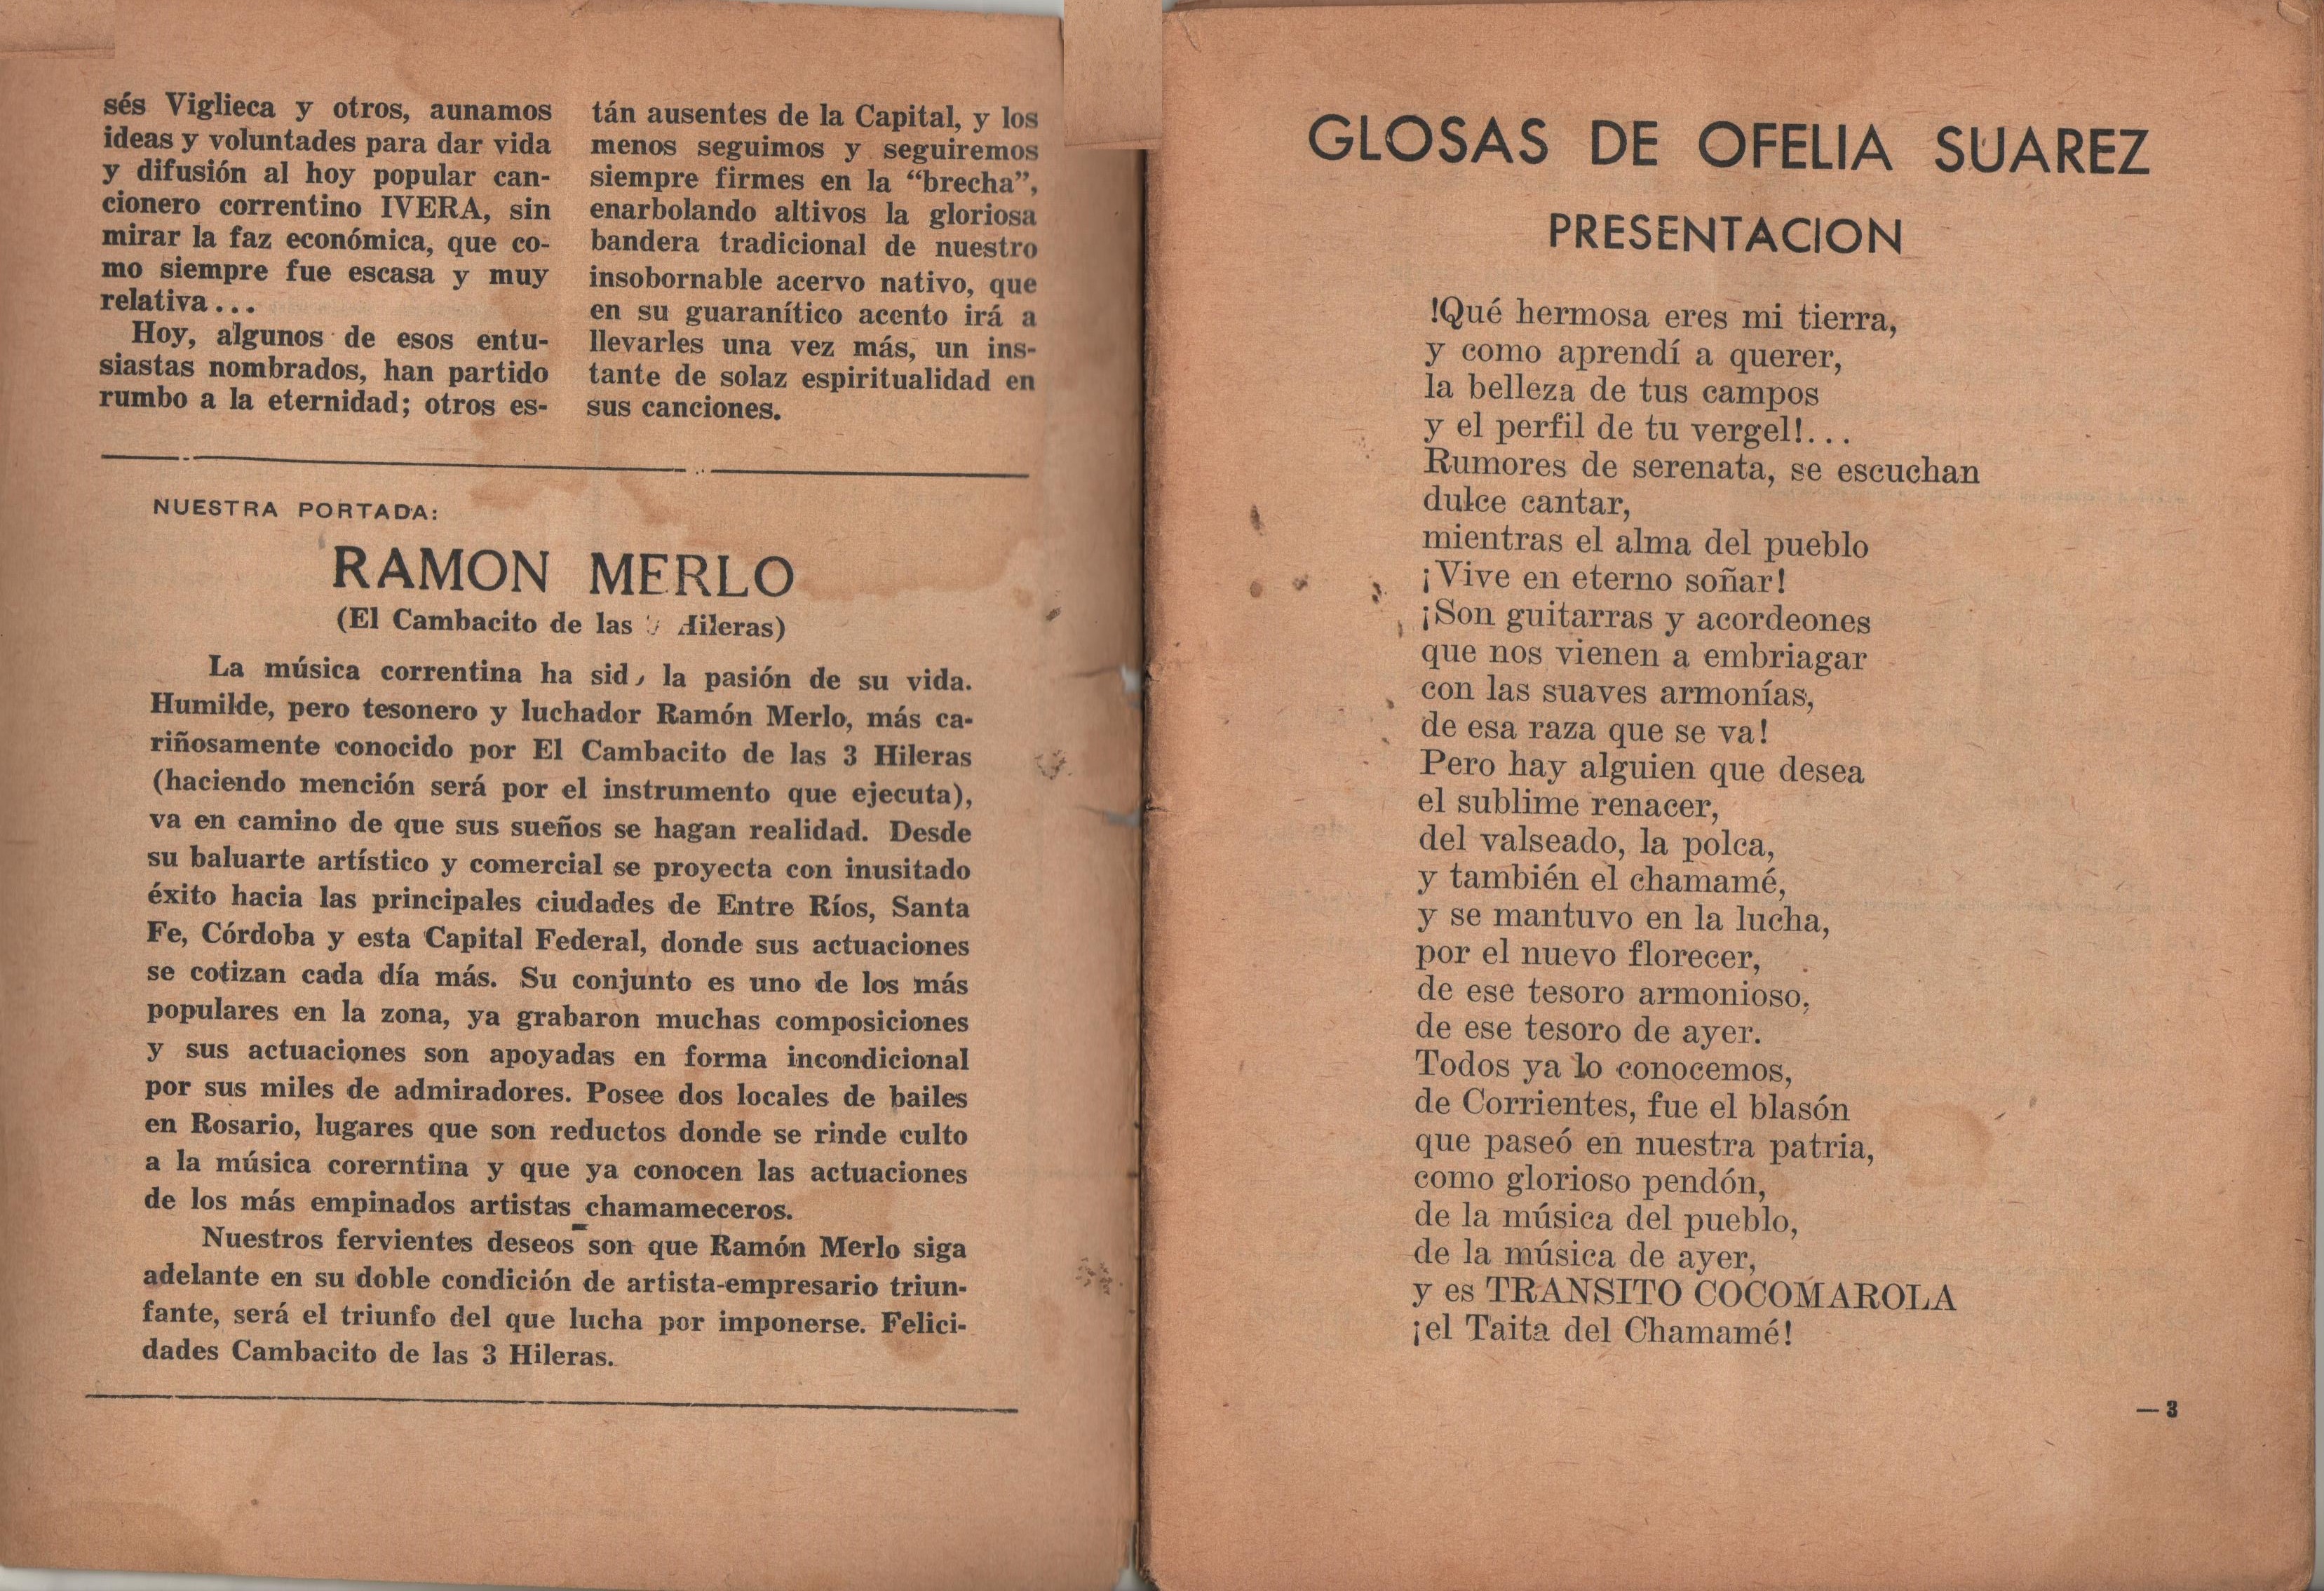 sés Viglieca y otros, aunamos
ideas y voluntades para dar vida
y difusión al hoy popular can-
cionero correntino IVERA, sin
mirar la faz económica, que co-
mo siempre fue escasa y muy
relativa...
Hoy, algunos de esos entu-
siastas nombrados, han partido
rumbo a la eternidad; otros es-
tán ausentes de la Capital, y los
menos seguimos y seguiremos
siempre firmes en la “brecha”,
enarbolando altivos la gloriosa
bandera tradicional de nuestro
insobornable acervo nativo, que
en su guaranítico acento irá a
llevarles una vez más, un ins-
tante de solaz espiritualidad en
sus canciones.
NUESTRA PORTADA:
RAMON MERLO
(El Cambacito de las Hileras)
La música correntina ha sid, la pasión de su vida.
Humilde, pero tesonero y luchador Ramón Merlo, más ca-
riñosamente conocido por El Cambacito de las 3 Hileras
(haciendo mención será por el instrumento que ejecuta),
va en camino de que sus sueños se hagan realidad. Desde
su baluarte artístico y comercial se proyecta con inusitado
éxito hacia las principales ciudades de Entre Ríos, Santa
Fe, Córdoba y esta Capital Federal, donde sus actuaciones
se cotizan cada día más. Su conjunto es uno de los más
populares en la zona, ya grabaron muchas composiciones
y sus actuaciones son apoyadas en forma incondicional
por sus miles de admiradores. Posee dos locales de bailes
en Rosario, lugares que son reductos donde se rinde culto
a la música corerntina y que ya conocen las actuaciones
de los más empinados artistas chamameceros.
Nuestros fervientes deseos son que Ramón Merlo siga
adelante en su doble condición de artista-empresario triun-
fante, será el triunfo del que lucha por imponerse. Felici-
dades Cambacito de las 3 Hileras.
GLOSAS DE OFELIA SUAREZ
PRESENTACION
!Qué hermosa eres mi tierra,
y como aprendí a querer,
la belleza de tus campos
y el perfil de tu vergel!...
Rumores de serenata, se escuchan
dulce cantar,
mientras el alma del pueblo
¡Vive en eterno soñar!
¡Son guitarras y acordeones
que nos vienen a embriagar
con las suaves armonías,
de esa raza que se va!
Pero hay alguien que desea
el sublime renacer,
del valseado, la polca,
y también el chamamé,
y se mantuvo en la lucha,
por el nuevo florecer,
de ese tesoro armonioso,
de ese tesoro de ayer.
Todos ya lo conocemos,
de Corrientes, fue el blasón
que paseó en nuestra patria,
como glorioso pendón,
de la música del pueblo,
de la música de ayer,
y es TRANSITO COCOMAROLA
¡el Taita del Chamamé!
— 3